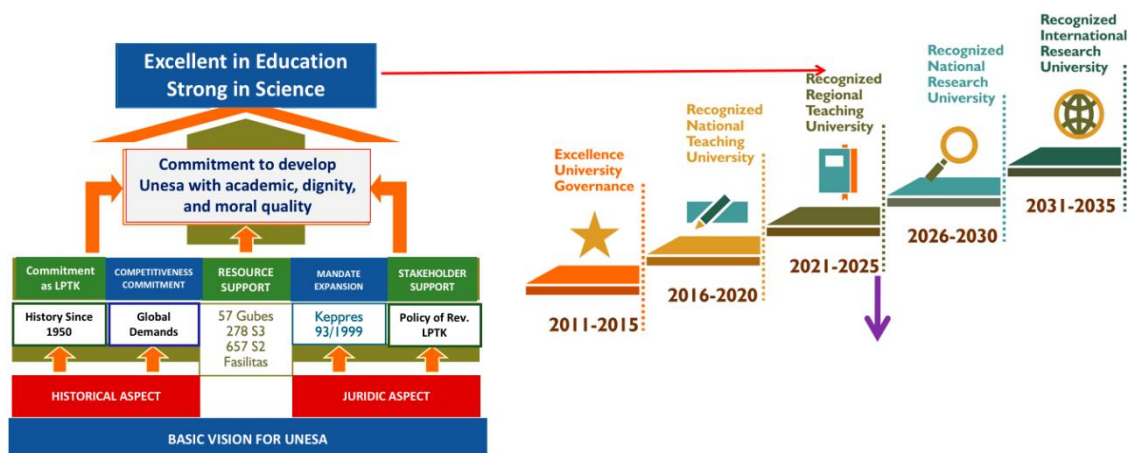 Excellent in Education
Strong in Science
Commitment to develop
Unesa with academic, dignity,
and moral quality
Commitment
as LPTK
COMPETITIVENESS
COMMITMENT
RESOURCE
SUPPORT
MANDATE
EXPANSION
STAKEHOLDER
SUPPORT
History Since
1950
Global
Demands
57 Gubes
278 S3
657 S2
Fasilitas
Keppres
93/1999
Policy of Rev.
LPTK
HISTORICAL ASPECT
JURIDIC ASPECT
BASIC VISION FOR UNESA
Excellence
University
Governance
2011-2015
Recognized
National
Teaching
University
2016-2020
Recognized
Regional
Teaching
University
2021-2025
Recognized
National
Research
University
2026-2030
Recognized
International
Research
University
2031-2035